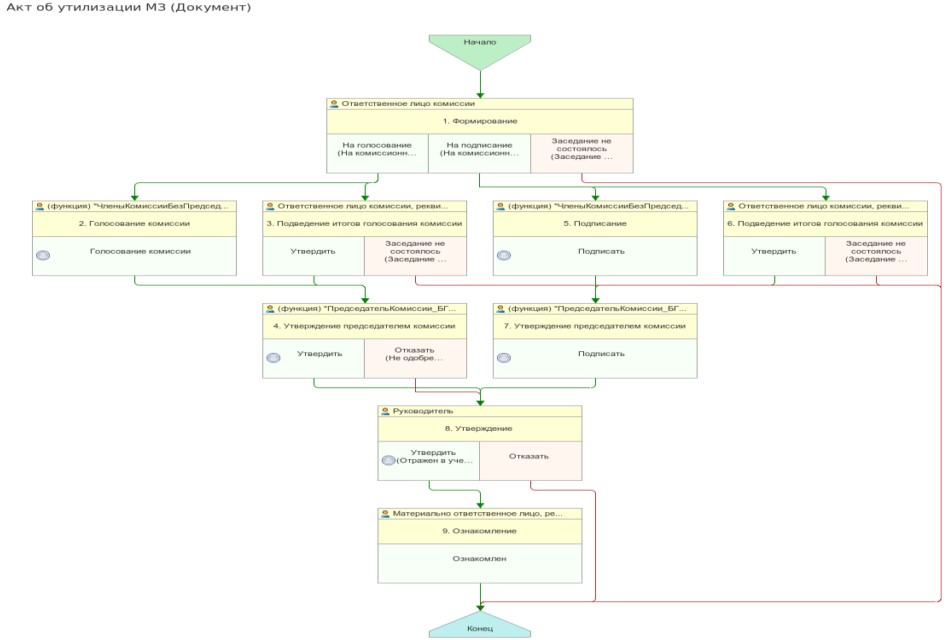 Акт об утилизации МЗ (Документ)
Начало
Ответственное лицо комиссии
1. Формирование
На голосование
(На комиссионн...
На подписание
(На комиссионн...
Заседание не
состоялось
(Заседание ...
(функция) "ЧленыКомиссииБезПредсед...
2. Голосование комиссии
Голосование комиссии
Ответственное лицо комиссии, рекви...
3. Подведение итогов голосования комиссии
Утвердить
Заседание не
состоялось
(Заседание ...
(функция) "ЧленыКомиссииБезПредсед...
5. Подписание
Подписать
Ответственное лицо комиссии, рекви...
6. Подведение итогов голосования комиссии
Утвердить
Заседание не
состоялось
(Заседание ...
(функция) "ПредседательКомиссии_БГ...
4. Утверждение председателем комиссии
Утвердить
Отказать
(Не одобре...
(функция) "ПредседательКомиссии_БГ...
7. Утверждение председателем комиссии
Подписать
Руководитель
8. Утверждение
Утвердить
(Отражен в уче...
Отказать
Материально ответственное лицо, ре...
9. Ознакомление
Ознакомлен
Конец